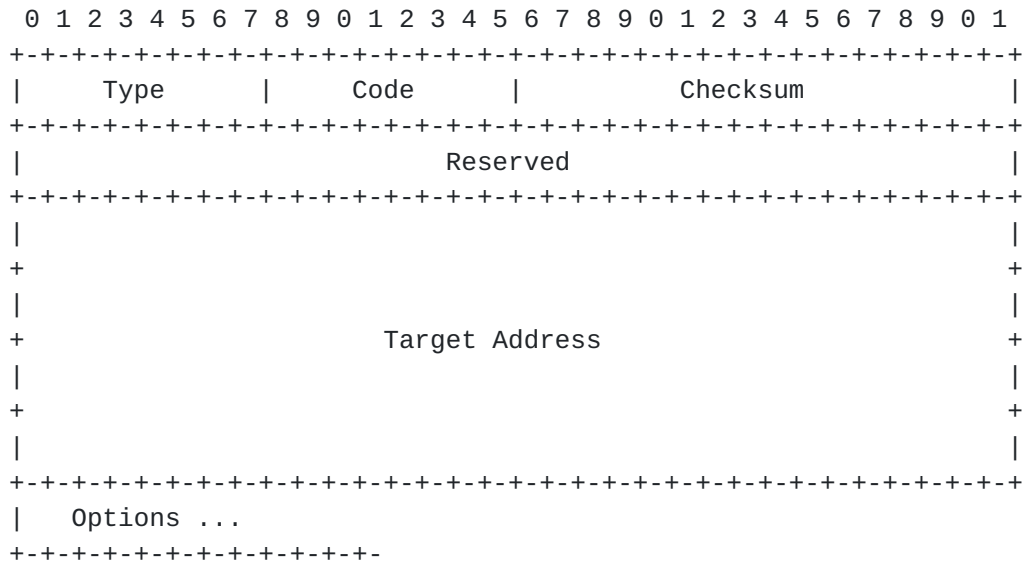 0 1 2 3 4 5 6 7 8 9 0 1 2 3 4 5 6 7 8 9 0 1 2 3 4 5 6 7 8 9 0 1
+-+-+-+-+-+-+-+-+-+-+-+-+-+-+-+-+-+-+-+-+-+-+-+-+-+-+-+-+-+-+-+-+
|     Type      |     Code      |          Checksum             |
+-+-+-+-+-+-+-+-+-+-+-+-+-+-+-+-+-+-+-+-+-+-+-+-+-+-+-+-+-+-+-+-+
|                           Reserved                            |
+-+-+-+-+-+-+-+-+-+-+-+-+-+-+-+-+-+-+-+-+-+-+-+-+-+-+-+-+-+-+-+-+
|                                                               |
+                                                               +
|                                                               |
+                       Target Address                          +
|                                                               |
+                                                               +
|                                                               |
+-+-+-+-+-+-+-+-+-+-+-+-+-+-+-+-+-+-+-+-+-+-+-+-+-+-+-+-+-+-+-+-+
|   Options ...
+-+-+-+-+-+-+-+-+-+-+-+-